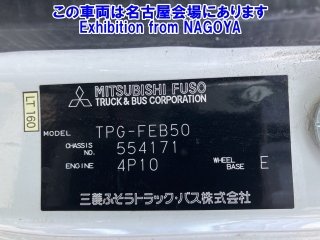 この車両は名古屋会場にあります
Exhibition from NAGOYA
LT160
MITSUBISHI FUSO
TRUCK & BUS CORPORATION
MODEL TPG-FEB50
CHASSIS NO. 554171
ENGINE 4P10 WHEEL BASE E
三菱ふそうトラック・バス株式会社